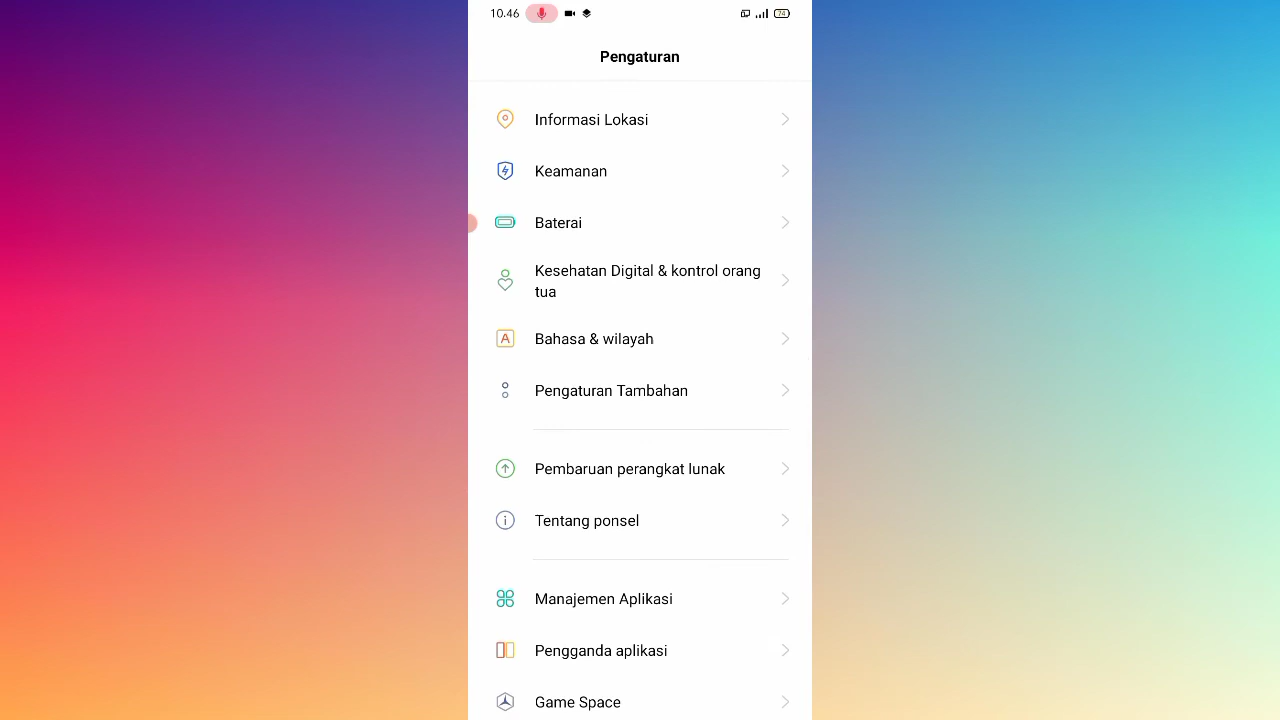 10.46
74
Pengaturan
Informasi Lokasi
Keamanan
Baterai
Kesehatan Digital & kontrol orang
tua
A
Bahasa & wilayah
Pengaturan Tambahan
Pembaruan perangkat lunak
Tentang ponsel
Manajemen Aplikasi
Pengganda aplikasi
Game Space